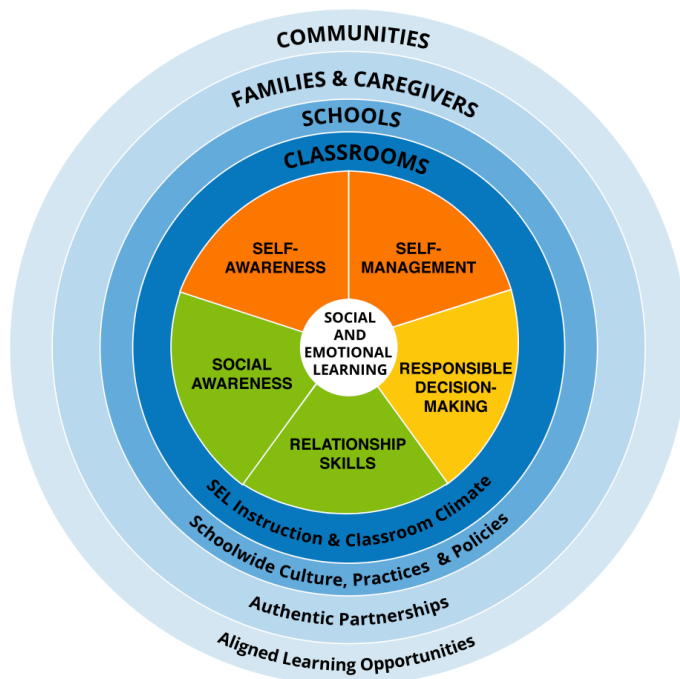 COMMUNITIES
FAMILIES & CAREGIVERS
SCHOOLS
CLASSROOMS
SELF-
AWARENESS
SELF-
MANAGEMENT
SOCIAL
AND
EMOTIONAL
LEARNING
SOCIAL
AWARENESS
RESPONSIBLE
DECISION-
MAKING
RELATIONSHIP
SKILLS
SEL Instruction & Classroom Climate
Schoolwide Culture, Practices & Policies
Authentic Partnerships
Aligned Learning Opportunities